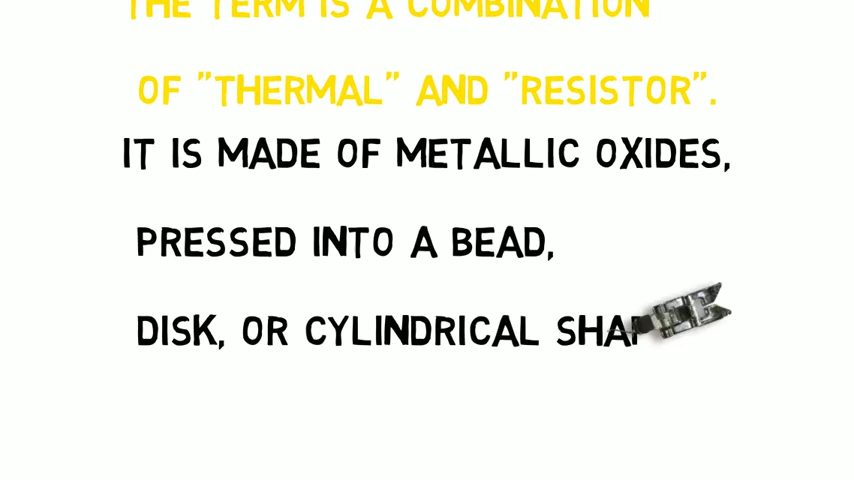 THE TERM IS A COMBINATION
OF "THERMAL" AND "RESISTOR".
IT IS MADE OF METALLIC OXIDES,
PRESSED INTO A BEAD,
DISK, OR CYLINDRICAL